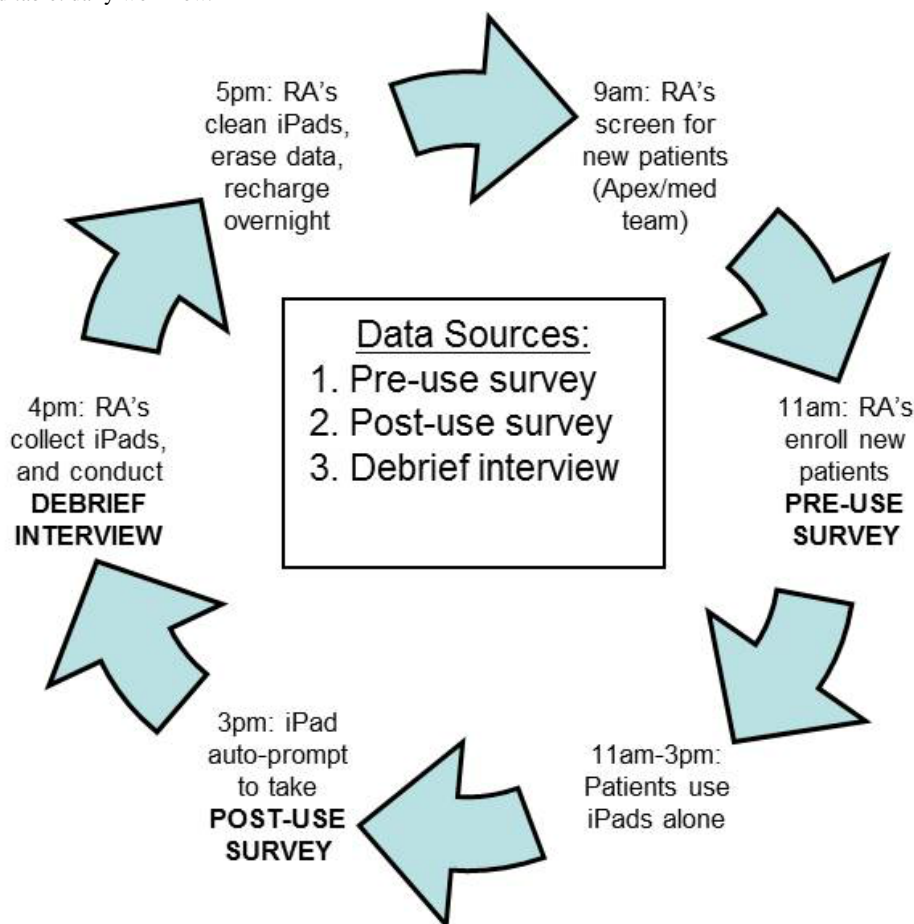 9am: RA's
screen for
new patients
(Apex/med
team)
11am: RA's
enroll new
patients
PRE-USE
SURVEY
11am-3pm:
Patients use
iPads alone
3pm: iPad
auto-prompt
to take
POST-USE
SURVEY
4pm: RA's
collect iPads,
and conduct
DEBRIEF
INTERVIEW
5pm: RA's
clean iPads,
erase data,
recharge
overnight
Data Sources:
1. Pre-use survey
2. Post-use survey
3. Debrief interview